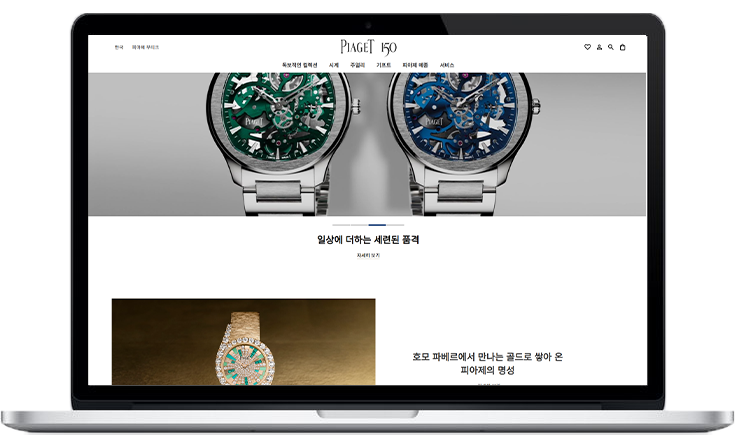 한국 피아제 부티크
PIAGET 150
독보적인 컬렉션 시계 주얼리 기프트 피아제 메종 서비스
PIAGET
PIAGET
일상에 더하는 세련된 품격
자세히 보기
호모 파베르에서 만나는 골드로 쌓아 온
피아제의 명성